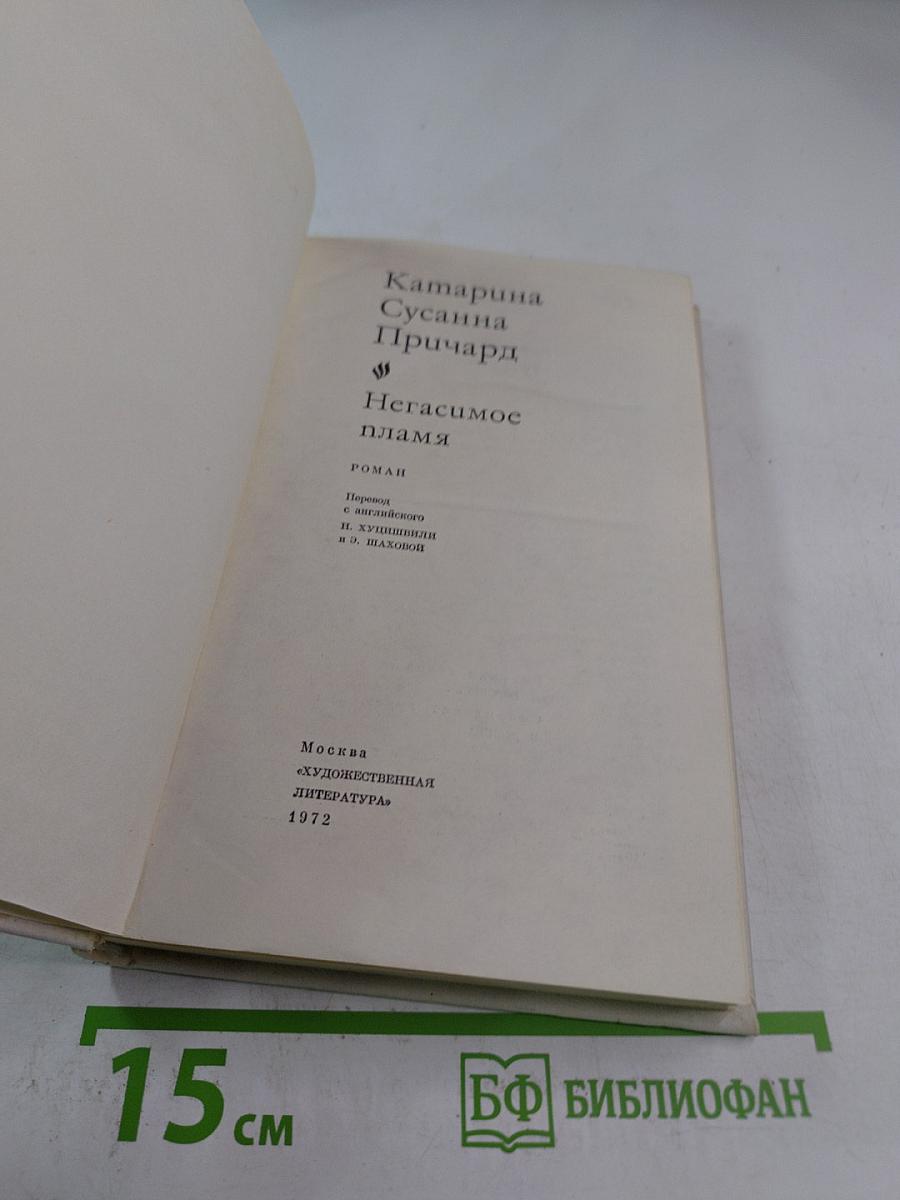 Катарина
Сусанна
Причард
Негасимое
пламя
РОМАН
Перевод
с английского
Н. ХУЦИШВИЛИ
и Э. ШАХОВОЙ
Москва
«ХУДОЖЕСТВЕННАЯ
ЛИТЕРАТУРА»
1972
15 см
БФ БИБЛИОФАН